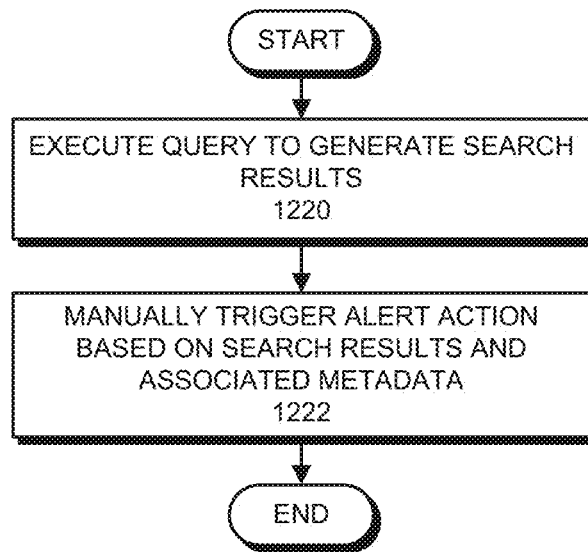 START
EXECUTE QUERY TO GENERATE SEARCH
RESULTS
1220
MANUALLY TRIGGER ALERT ACTION
BASED ON SEARCH RESULTS AND
ASSOCIATED METADATA
1222
END